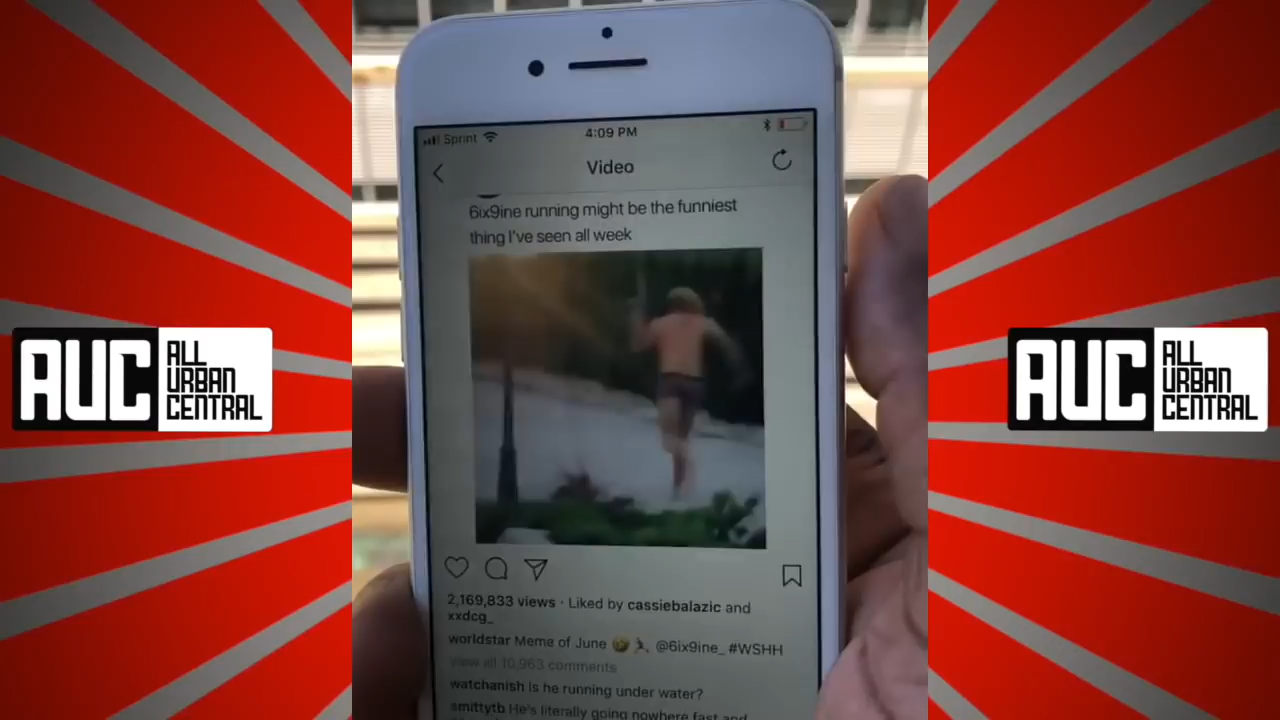 Sprint
4:09 PM
Video
6ix9ine running might be the funniest
thing I've seen all week
AUC ALL
URBAN
CENTRAL
AUC ALL
URBAN
CENTRAL
2,169,833 views · Liked by cassiebalazic and
xxdcg_
worldstar Meme of June 🤣🏃 @6ix9ine_ #WSHH
view all 10,963 comments
watchanish Is he running under water?
smittytb He's literally going nowhere fast and